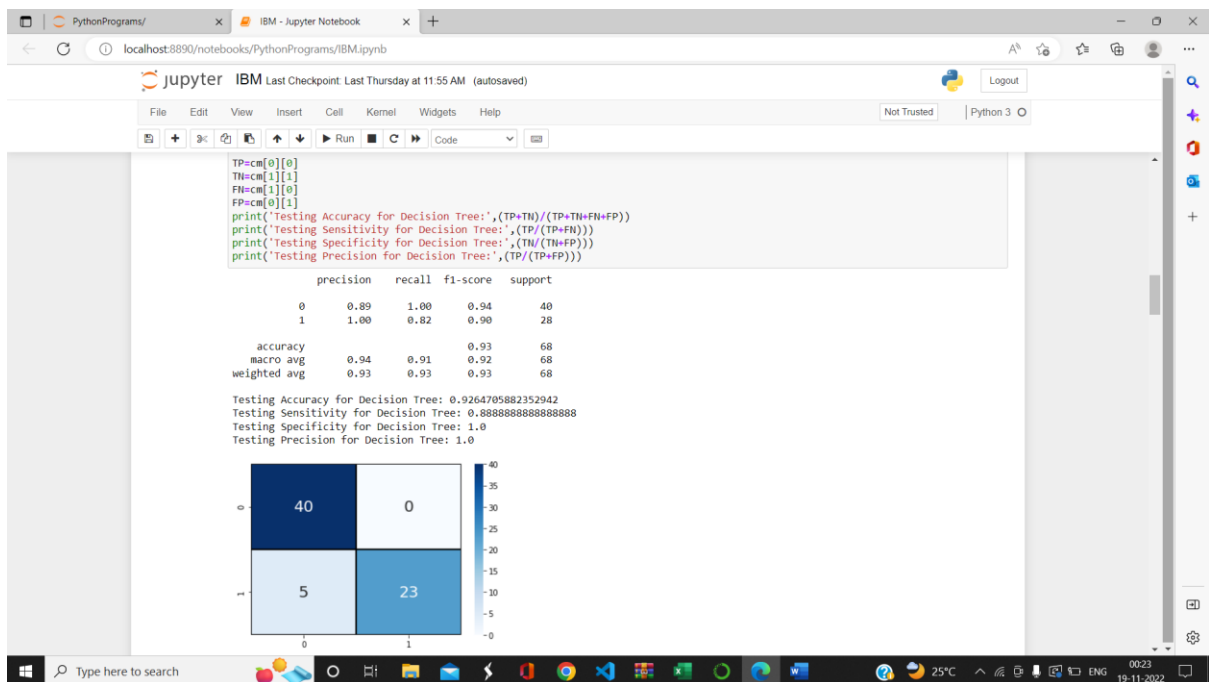 PythonPrograms/
IBM - Jupyter Notebook
localhost:8890/notebooks/PythonPrograms/IBM.ipynb
jupyter IBM Last Checkpoint: Last Thursday at 11:55 AM (autosaved)
Logout
File Edit View Insert Cell Kernel Widgets Help
Not Trusted
Python 3
Run
Code
TP=cm[0][0]
TN=cm[1][1]
FN=cm[1][0]
FP=cm[0][1]
print('Testing Accuracy for Decision Tree:',(TP+TN)/(TP+TN+FN+FP))
print('Testing Sensitivity for Decision Tree:',(TP/(TP+FN)))
print('Testing Specificity for Decision Tree:',(TN/(TN+FP)))
print('Testing Precision for Decision Tree:',(TP/(TP+FP)))
precision recall f1-score support
0 0.89 1.00 0.94 40
1 1.00 0.82 0.90 28
accuracy 0.93 68
macro avg 0.94 0.91 0.92 68
weighted avg 0.93 0.93 0.93 68
Testing Accuracy for Decision Tree: 0.9264705882352942
Testing Sensitivity for Decision Tree: 0.8888888888888888
Testing Specificity for Decision Tree: 1.0
Testing Precision for Decision Tree: 1.0
0
40
0
1
5
23
0
1
40
35
30
25
20
15
10
5
0
Type here to search
25°C
ENG
00:23
19-11-2022